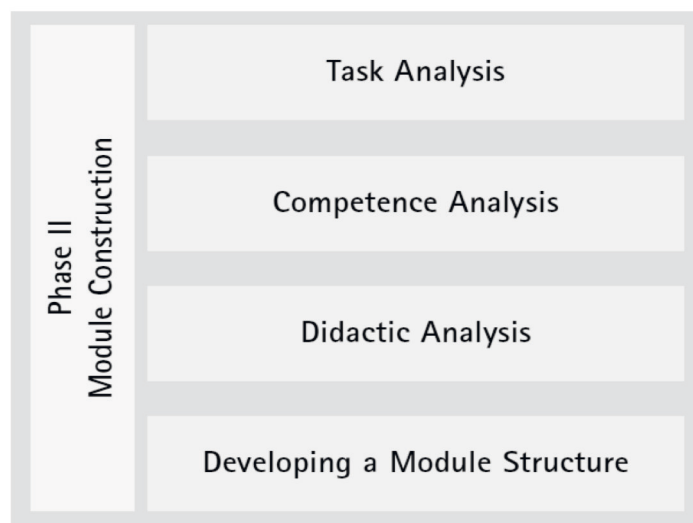 Phase II
Module Construction
Task Analysis
Competence Analysis
Didactic Analysis
Developing a Module Structure